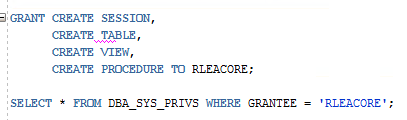 GRANT CREATE SESSION,
CREATE TABLE,
CREATE VIEW,
CREATE PROCEDURE TO RLEACORE;
SELECT * FROM DBA_SYS_PRIVS WHERE GRANTEE = 'RLEACORE';